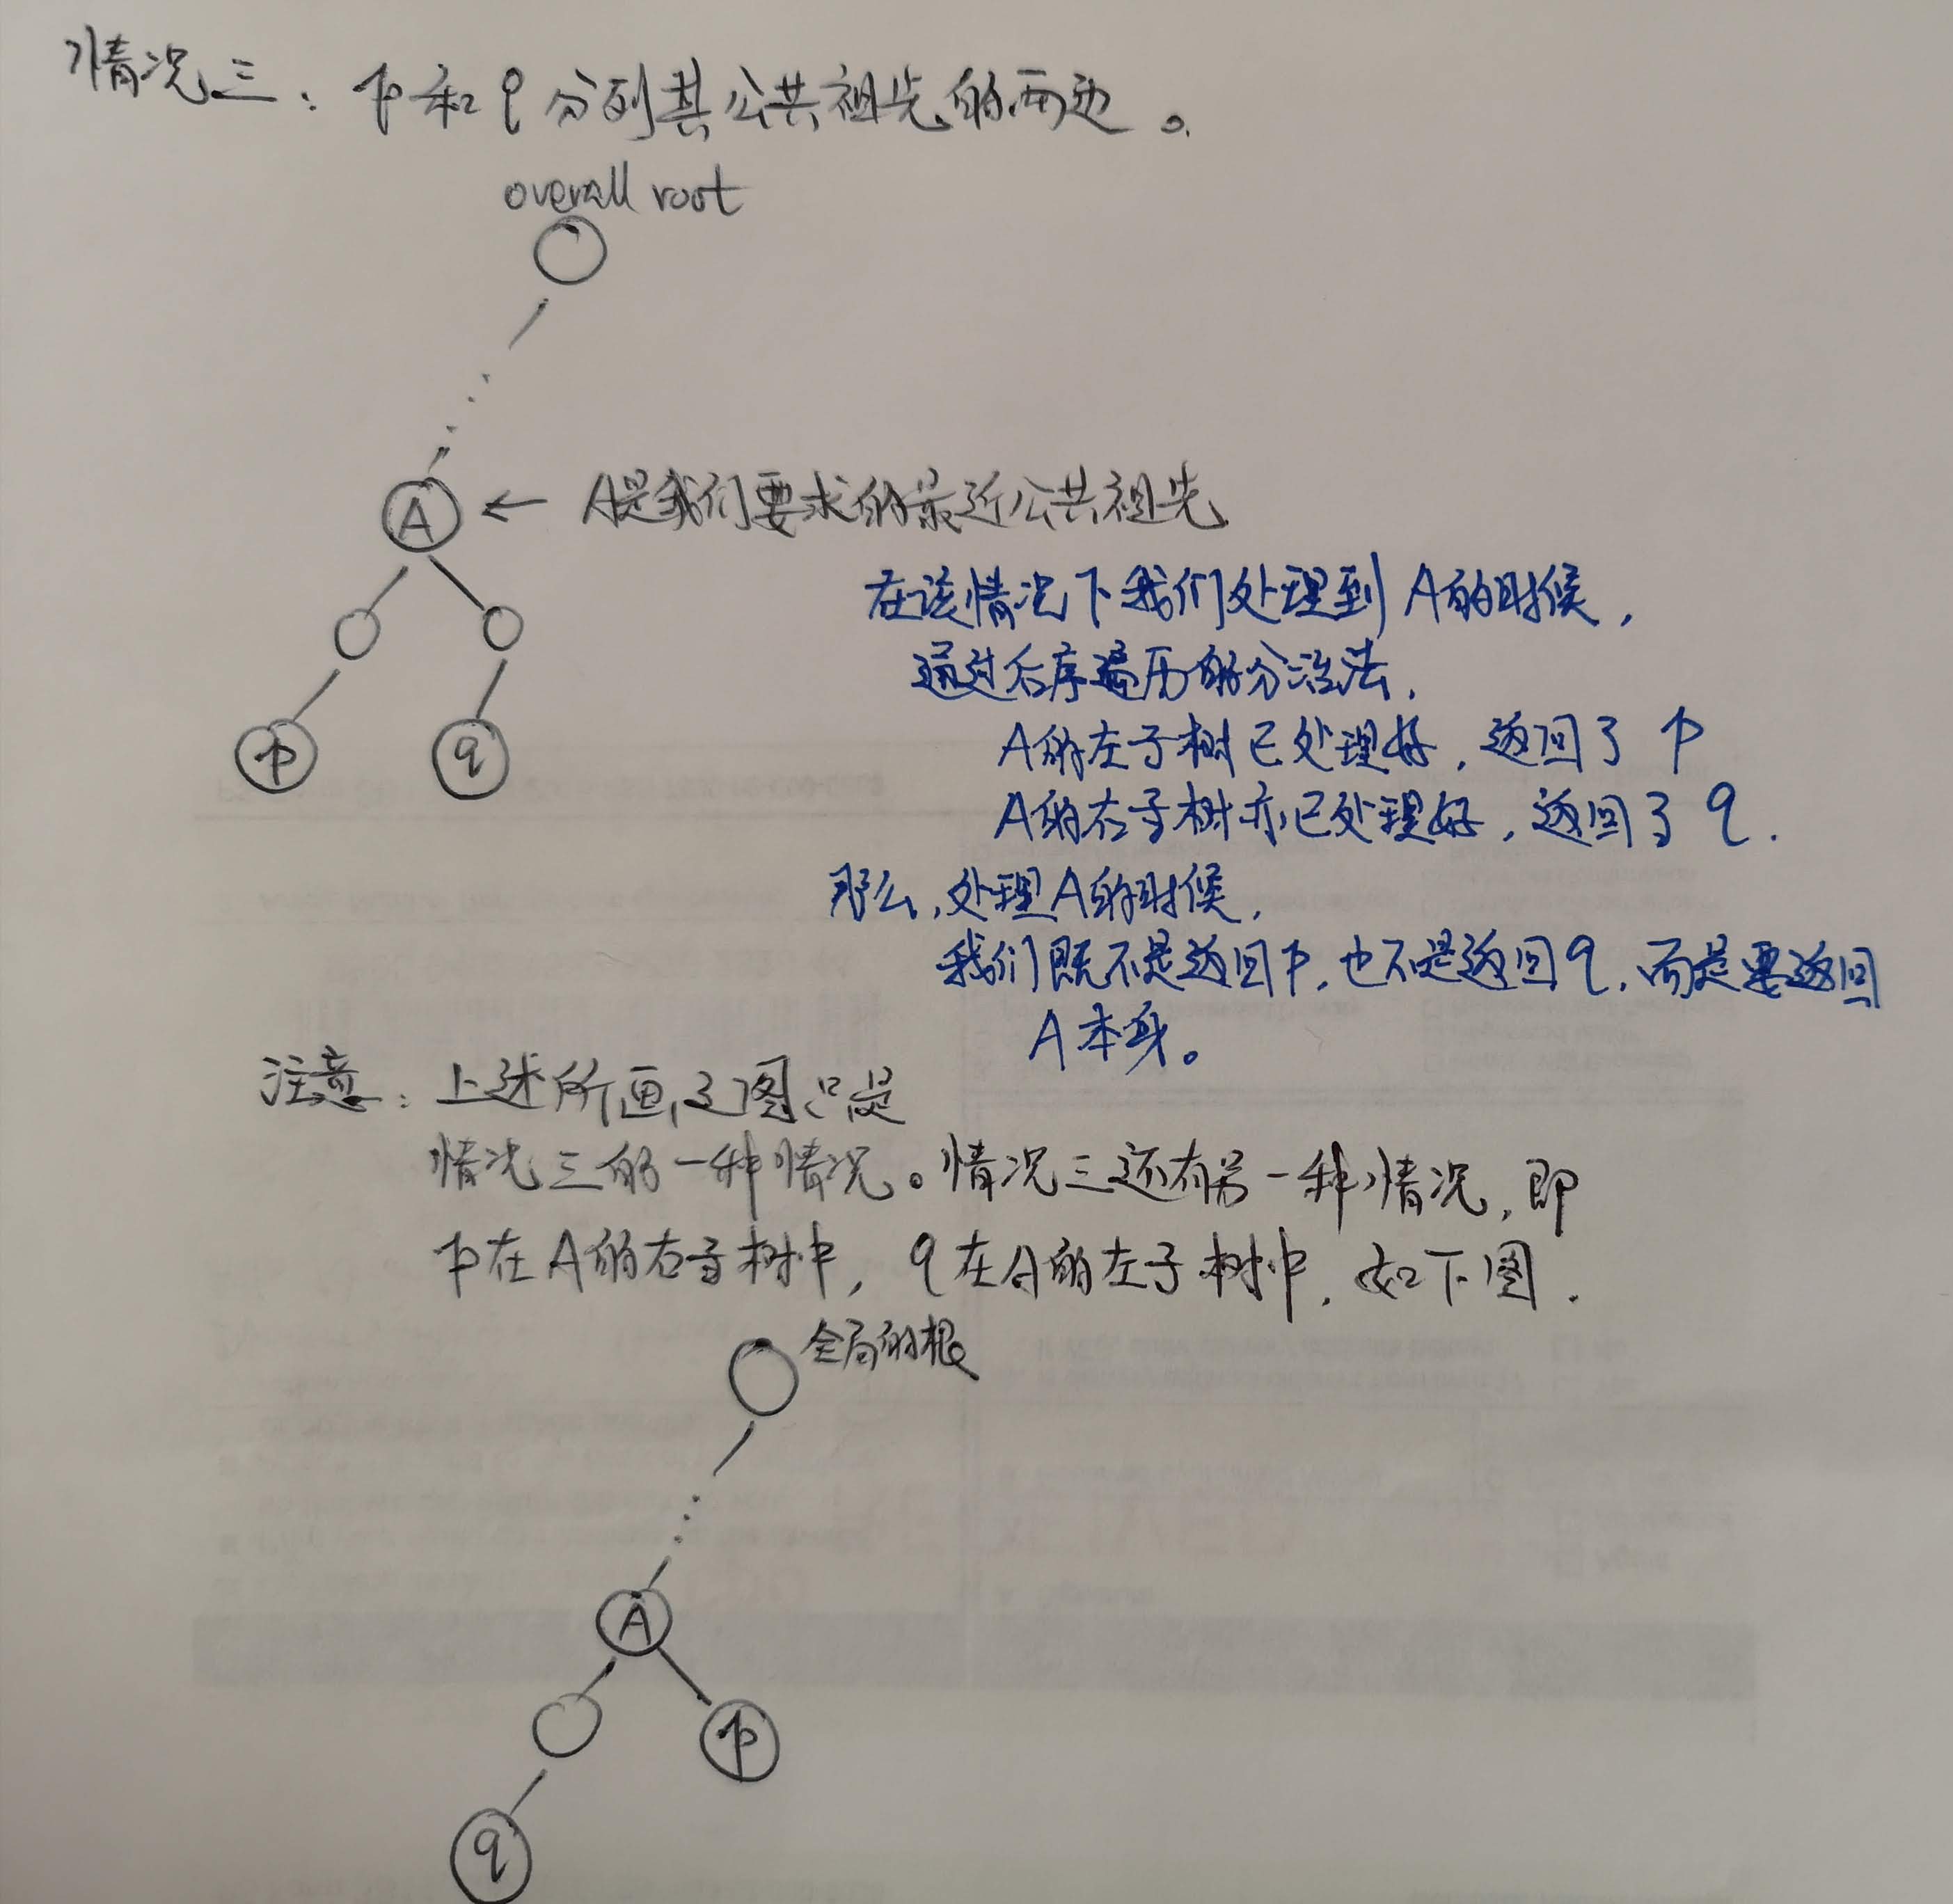 情况三：p和q分列其公共祖先的两边。
overall root
A ← A是我们要求的最近公共祖先
在该情况下我们处理到A的时候，
通过后序遍历的分治法，
p q A的左子树已处理好，返回了p
A的右子树亦已处理好，返回了q.
那么，处理A的时候，
我们既不是返回p，也不是返回q，而是要返回
A本身。
注意：上述所画之图只是
情况三的一种情况。情况三还有另一种情况，即
p在A的右子树中，q在A的左子树中，如下图.
全局的根
A
p
q